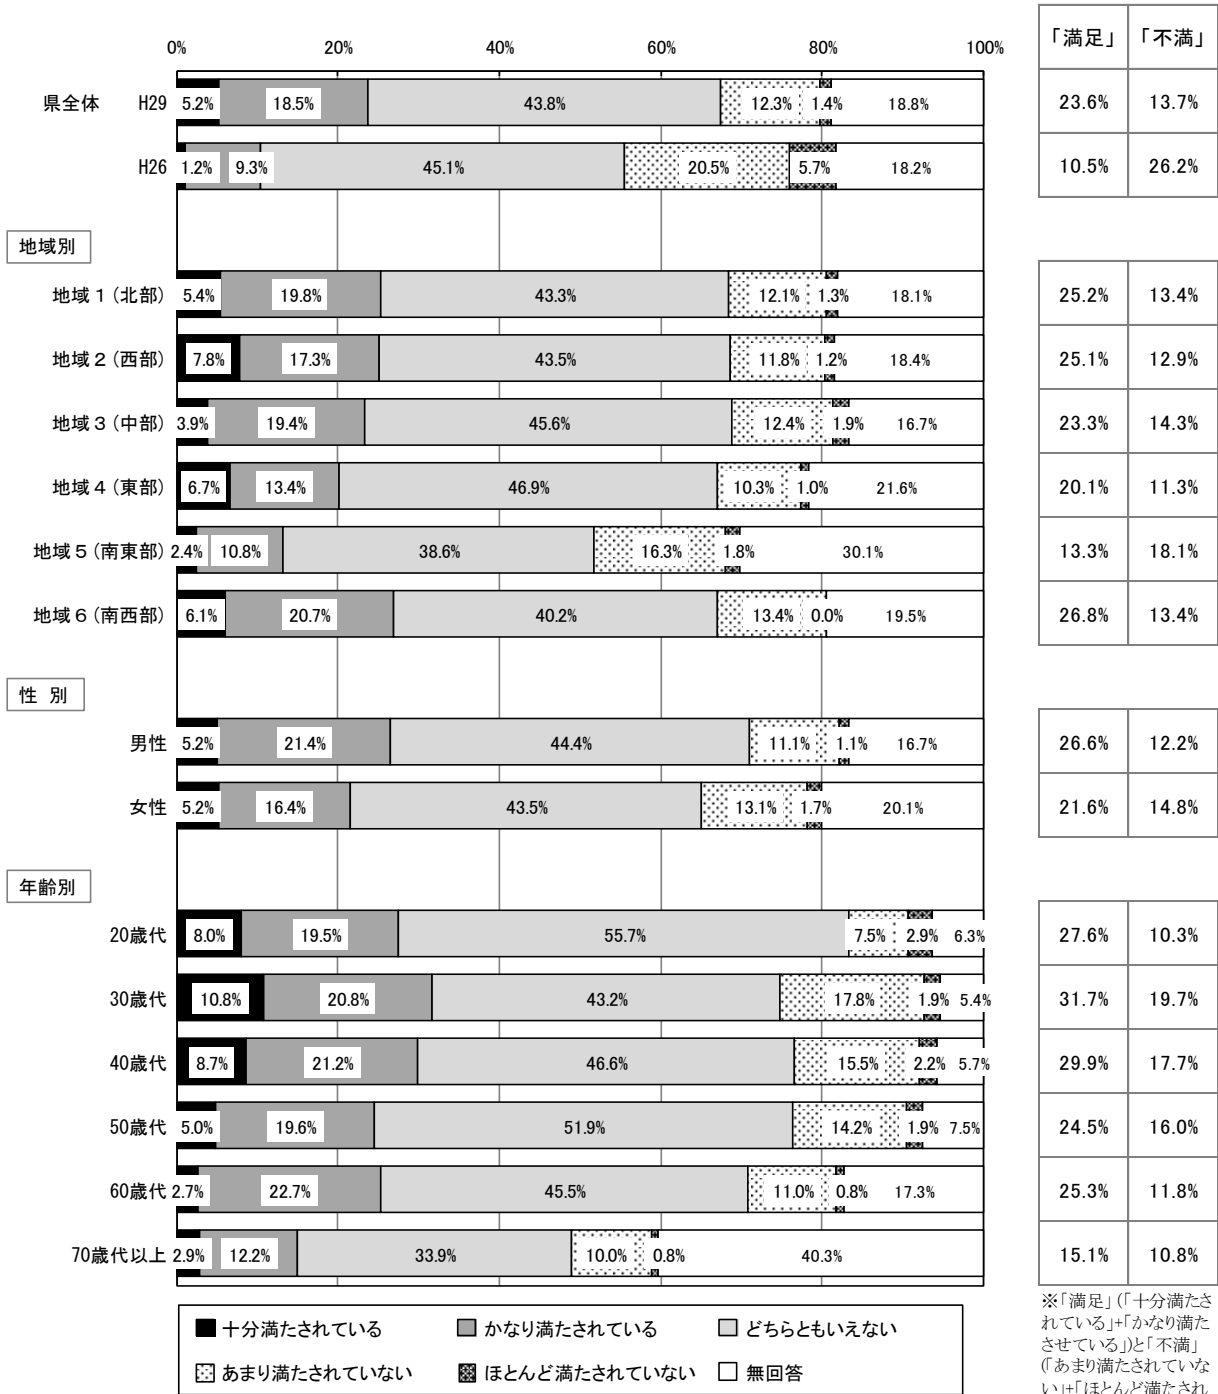 「満足」 「不満」
0% 20% 40% 60% 80% 100%
県全体 H29 5.2% 18.5% 43.8% 12.3% 1.4% 18.8% 23.6% 13.7%
H26 1.2% 9.3% 45.1% 20.5% 5.7% 18.2% 10.5% 26.2%
地域別
地域1(北部) 5.4% 19.8% 43.3% 12.1% 1.3% 18.1% 25.2% 13.4%
地域2(西部) 7.8% 17.3% 43.5% 11.8% 1.2% 18.4% 25.1% 12.9%
地域3(中部) 3.9% 19.4% 45.6% 12.4% 1.9% 16.7% 23.3% 14.3%
地域4(東部) 6.7% 13.4% 46.9% 10.3% 1.0% 21.6% 20.1% 11.3%
地域5(南東部) 2.4% 10.8% 38.6% 16.3% 1.8% 30.1% 13.3% 18.1%
地域6(南西部) 6.1% 20.7% 40.2% 13.4% 0.0% 19.5% 26.8% 13.4%
性 別
男性 5.2% 21.4% 44.4% 11.1% 1.1% 16.7% 26.6% 12.2%
女性 5.2% 16.4% 43.5% 13.1% 1.7% 20.1% 21.6% 14.8%
年齢別
20歳代 8.0% 19.5% 55.7% 7.5% 2.9% 6.3% 27.6% 10.3%
30歳代 10.8% 20.8% 43.2% 17.8% 1.9% 5.4% 31.7% 19.7%
40歳代 8.7% 21.2% 46.6% 15.5% 2.2% 5.7% 29.9% 17.7%
50歳代 5.0% 19.6% 51.9% 14.2% 1.9% 7.5% 24.5% 16.0%
60歳代 2.7% 22.7% 45.5% 11.0% 0.8% 17.3% 25.3% 11.8%
70歳代以上 2.9% 12.2% 33.9% 10.0% 0.8% 40.3% 15.1% 10.8%
十分満たされている かなり満たされている どちらともいえない
あまり満たされていない ほとんど満たされていない 無回答
※「満足」(「十分満たさ
れている」+「かなり満た
させている」)と「不満」
(「あまり満たされていな
い」+「ほとんど満たされ